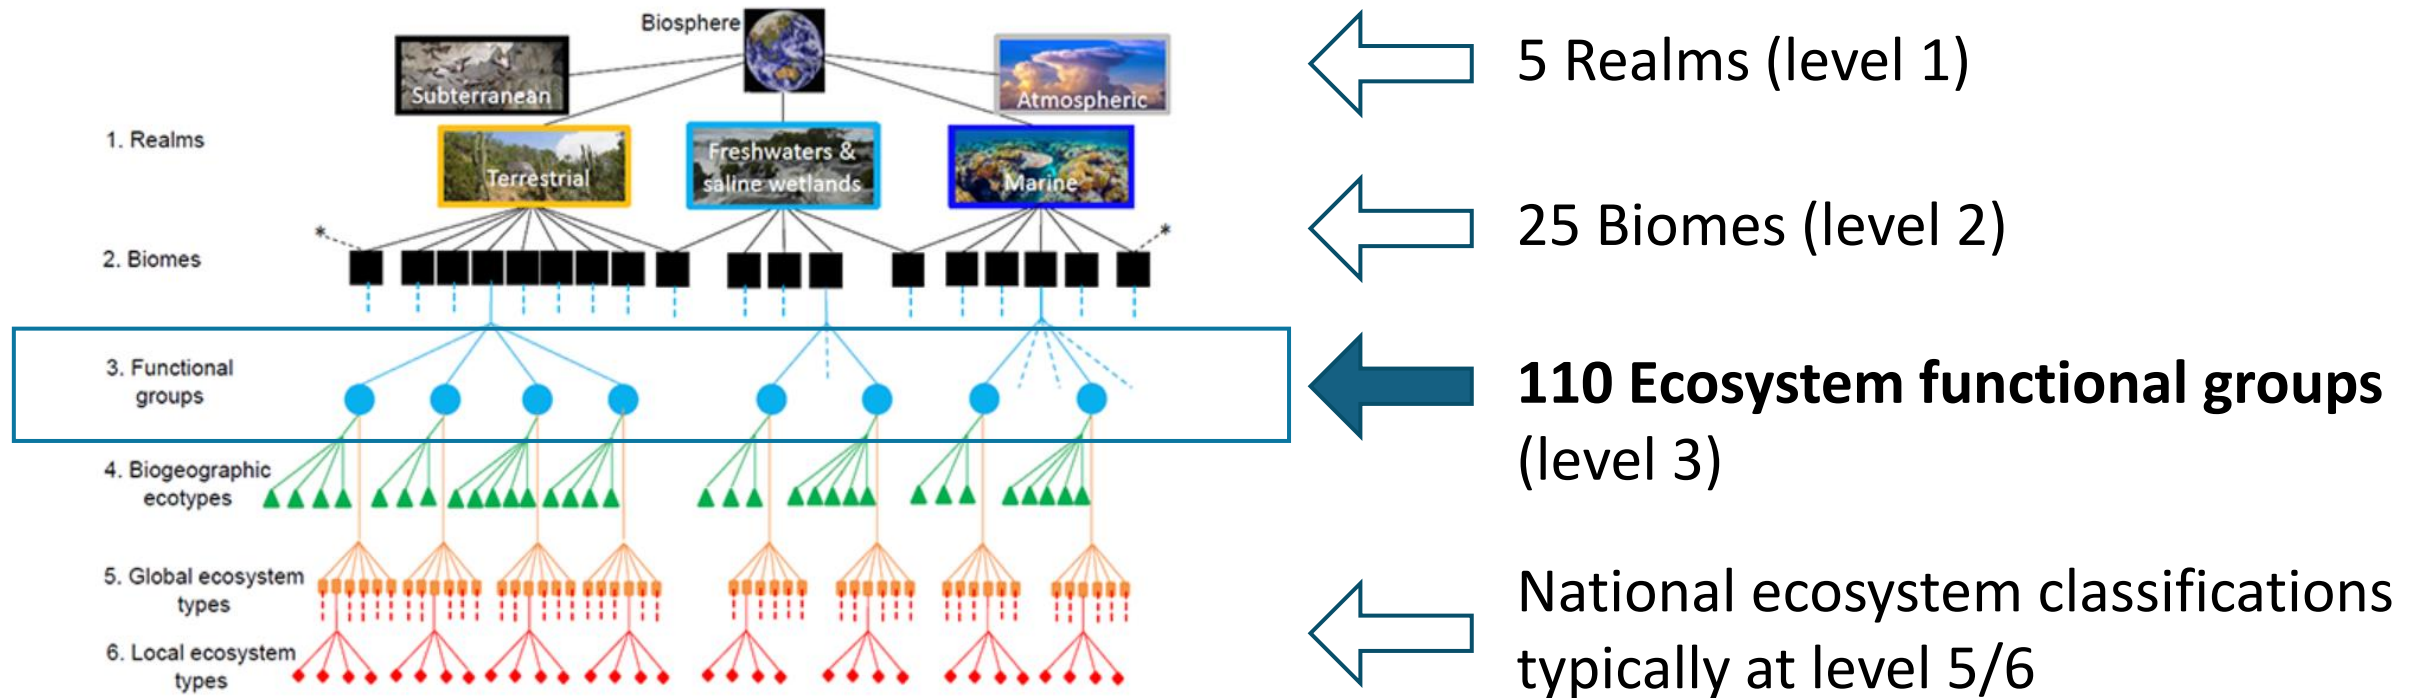 Biosphere
Subterranean
Atmospheric
1. Realms
Terrestrial
Freshwaters &
saline wetlands
Marine
*
*
2. Biomes
3. Functional
groups
4. Biogeographic
ecotypes
5. Global ecosystem
types
6. Local ecosystem
types
5 Realms (level 1)
25 Biomes (level 2)
110 Ecosystem functional groups
(level 3)
National ecosystem classifications
typically at level 5/6